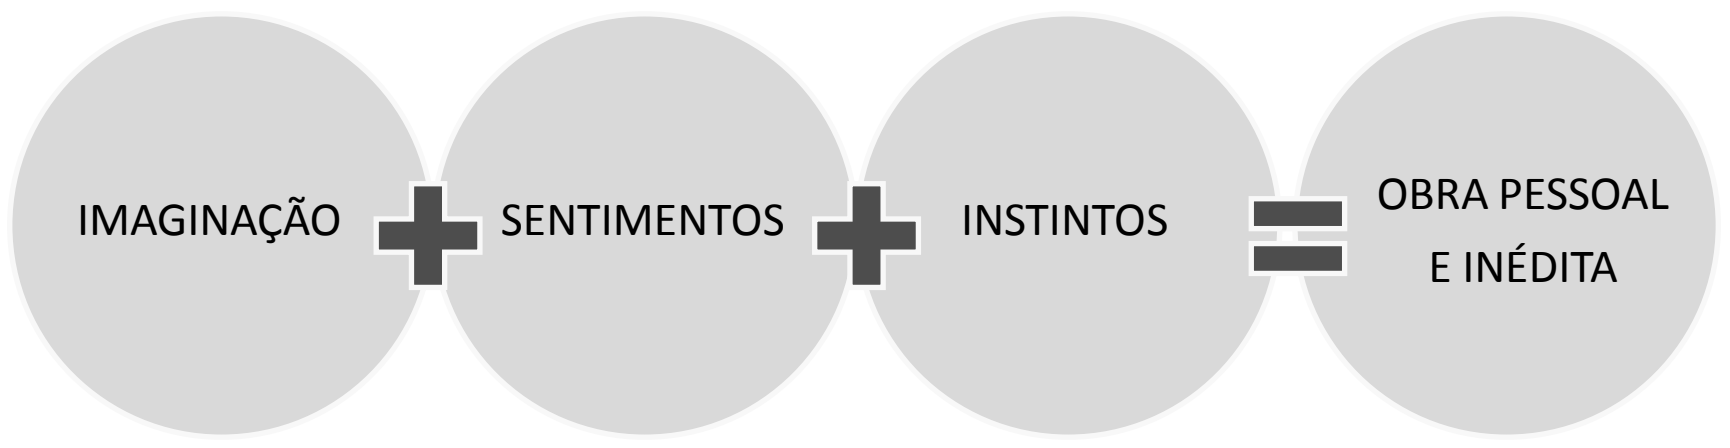 IMAGINAÇÃO
SENTIMENTOS
INSTINTOS
OBRA PESSOAL
E INÉDITA